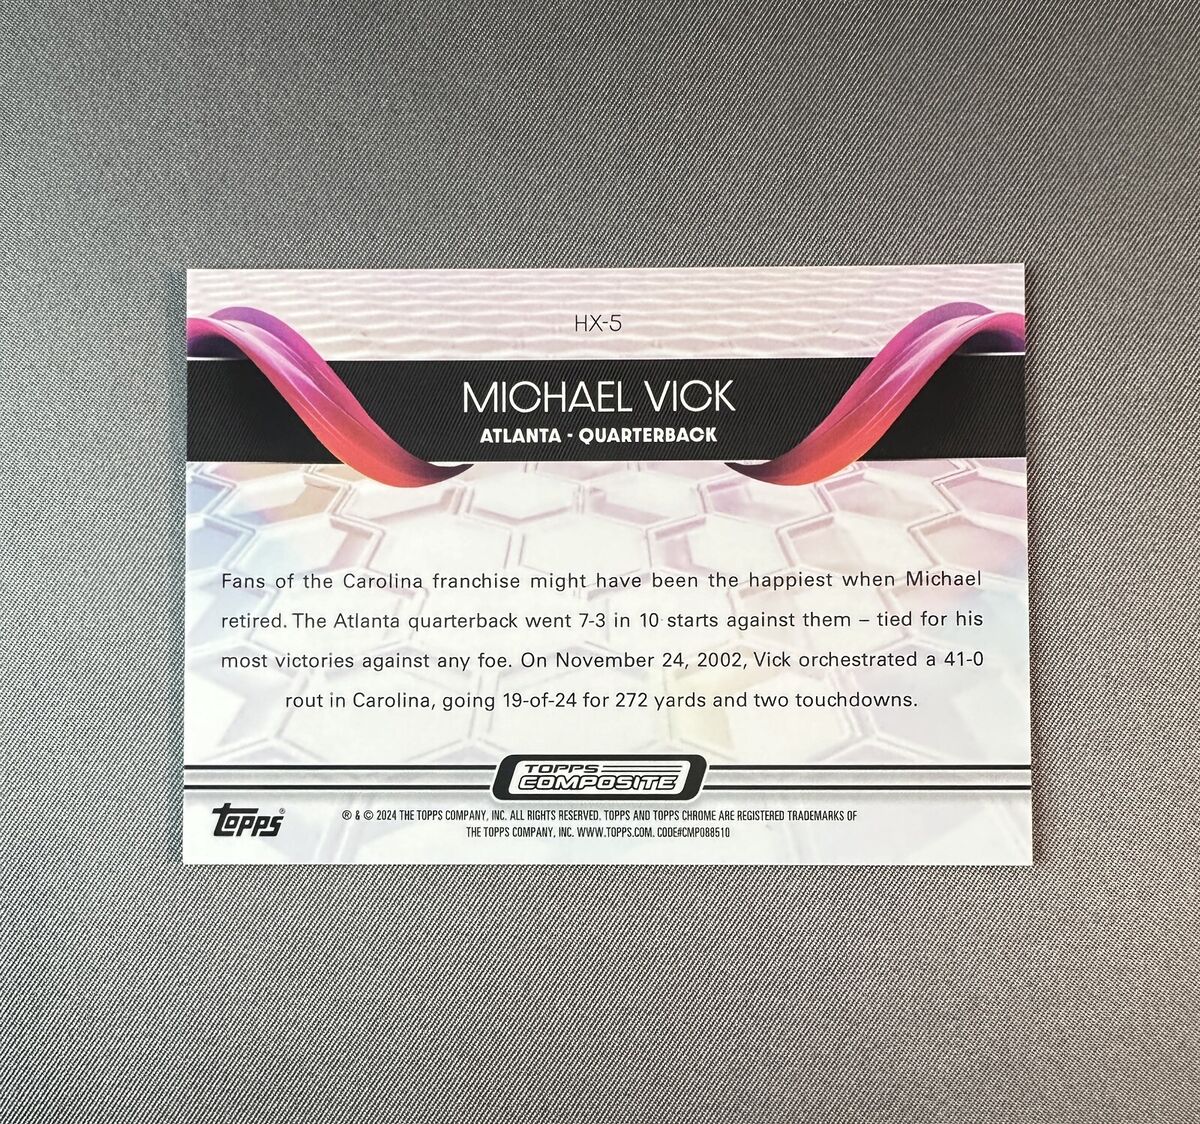 HX-5
MICHAEL VICK
ATLANTA - QUARTERBACK
Fans of the Carolina franchise might have been the happiest when Michael
retired. The Atlanta quarterback went 7-3 in 10 starts against them – tied for his
most victories against any foe. On November 24, 2002, Vick orchestrated a 41-0
rout in Carolina, going 19-of-24 for 272 yards and two touchdowns.
TOPPS
COMPOSITE
Topps®
® & © 2024 THE TOPPS COMPANY, INC. ALL RIGHTS RESERVED. TOPPS AND TOPPS CHROME ARE REGISTERED TRADEMARKS OF
THE TOPPS COMPANY, INC. WWW.TOPPS.COM. CODE#CMP088510